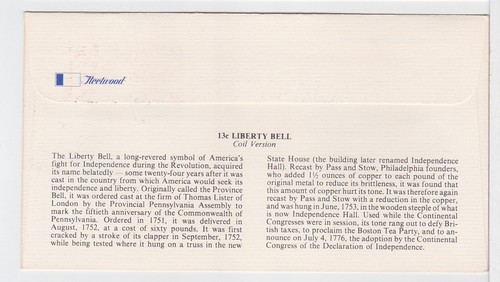 Fleetwood
13c LIBERTY BELL
Coil Version
The Liberty Bell, a long-revered symbol of America's
fight for Independence during the Revolution, acquired
its name belatedly — some twenty-four years after it was
cast in the country from which America would seek its
independence and liberty. Originally called the Province
Bell, it was ordered cast at the firm of Thomas Lister of
London by the Provincial Pennsylvania Assembly to
mark the fiftieth anniversary of the Commonwealth of
Pennsylvania. Ordered in 1751, it was delivered in
August, 1752, at a cost of sixty pounds. It was first
cracked by a stroke of its clapper in September, 1752,
while being tested where it hung on a truss in the new
State House (the building later renamed Independence
Hall). Recast by Pass and Stow, Philadelphia founders,
who added 1½ ounces of copper to each pound of the
original metal to reduce its brittleness, it was found that
this amount of copper hurt its tone. It was therefore again
recast by Pass and Stow with a reduction in the copper,
and was hung in June, 1753, in the wooden steeple of what
is now Independence Hall. Used while the Continental
Congresses were in session, its tone rang out to defy Bri-
tish taxes, to proclaim the Boston Tea Party, and to an-
nounce on July 4, 1776, the adoption by the Continental
Congress of the Declaration of Independence.